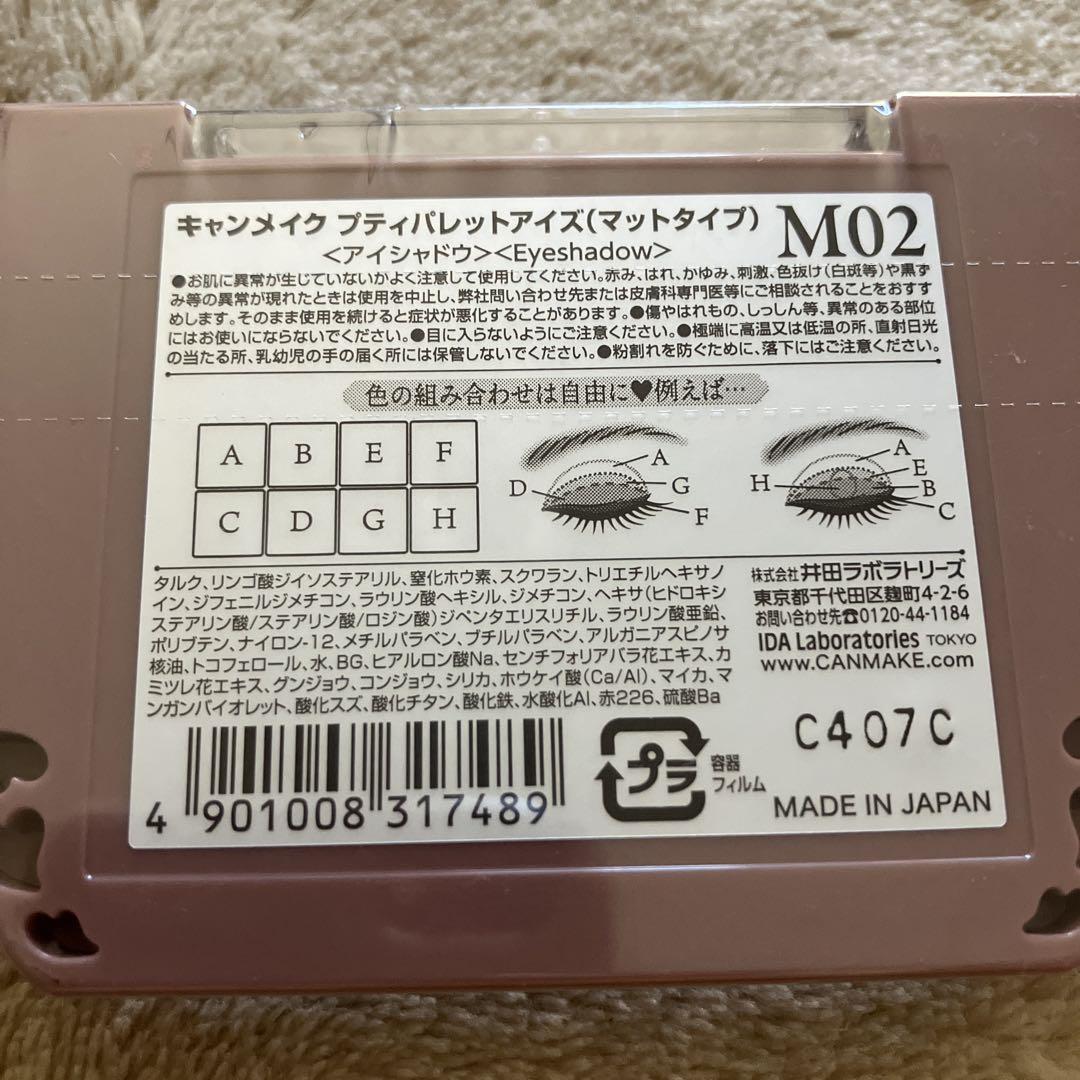 キャンメイク プティパレットアイズ(マットタイプ) M02
<アイシャドウ><Eyeshadow>
●お肌に異常が生じていないかよく注意して使用してください。赤み、はれ、かゆみ、刺激、色抜け(白斑等)や黒ず
み等の異常が現れたときは使用を中止し、弊社問い合わせ先または皮膚科専門医等にご相談されることをおすす
めします。そのまま使用を続けると症状が悪化することがあります。●傷やはれもの、しっしん等、異常のある部位
にはお使いにならないでください。●目に入らないようにご注意ください。●極端に高温又は低温の所、直射日光
の当たる所、乳幼児の手の届く所には保管しないでください。●粉割れを防ぐために、落下にはご注意ください。
色の組み合わせは自由に♥例えば…
A B E F
C D G H
A
D G
F
A
E
H B
C
タルク、リンゴ酸ジイソステアリル、窒化ホウ素、スクワラン、トリエチルヘキサノ
イン、ジフェニルジメチコン、ラウリン酸ヘキシル、ジメチコン、ヘキサ(ヒドロキシ
ステアリン酸/ステアリン酸/ロジン酸)ジペンタエリスリチル、ラウリン酸亜鉛、
ポリブテン、ナイロン-12、メチルパラベン、ブチルパラベン、アルガニアスピノサ
核油、トコフェロール、水、BG、ヒアルロン酸Na、センチフォリアバラ花エキス、カ
ミツレ花エキス、グンジョウ、コンジョウ、シリカ、ホウケイ酸(Ca/Al)、マイカ、マ
ンガンバイオレット、酸化スズ、酸化チタン、酸化鉄、水酸化Al、赤226、硫酸Ba
株式会社 井田ラボラトリーズ
東京都千代田区麹町4-2-6
お問い合わせ先☎0120-44-1184
IDA Laboratories TOKYO
www.CANMAKE.com
C407C
4 901008 317489
プラ
容器
フィルム
MADE IN JAPAN